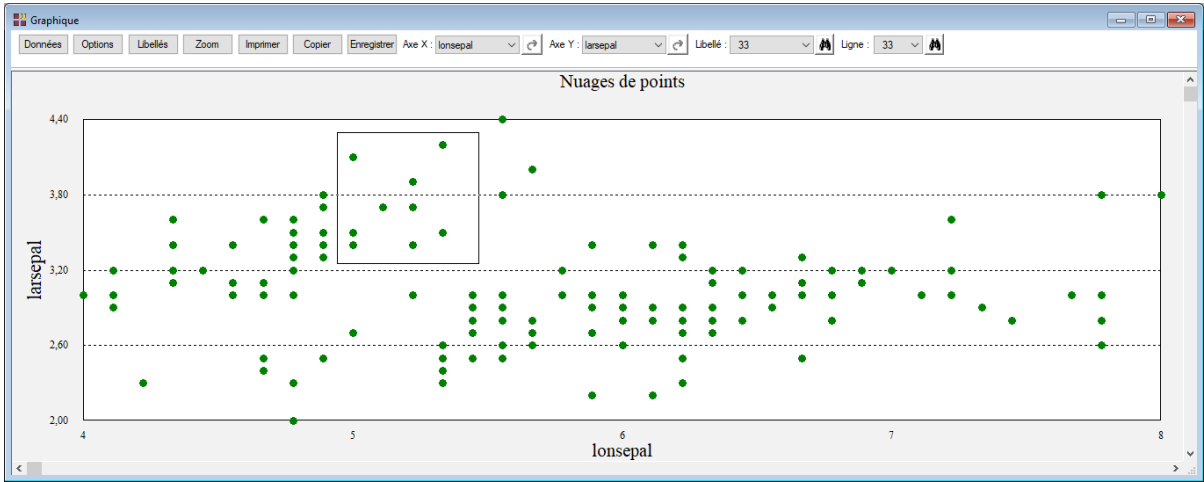 Graphique
Données Options Libellés Zoom Imprimer Copier Enregistrer Axe X : lonsepal Axe Y : larsepal Libellé : 33 Ligne : 33
Nuages de points
4,40
3,80
3,20
2,60
2,00
larsepal
4 5 6 7 8
lonsepal